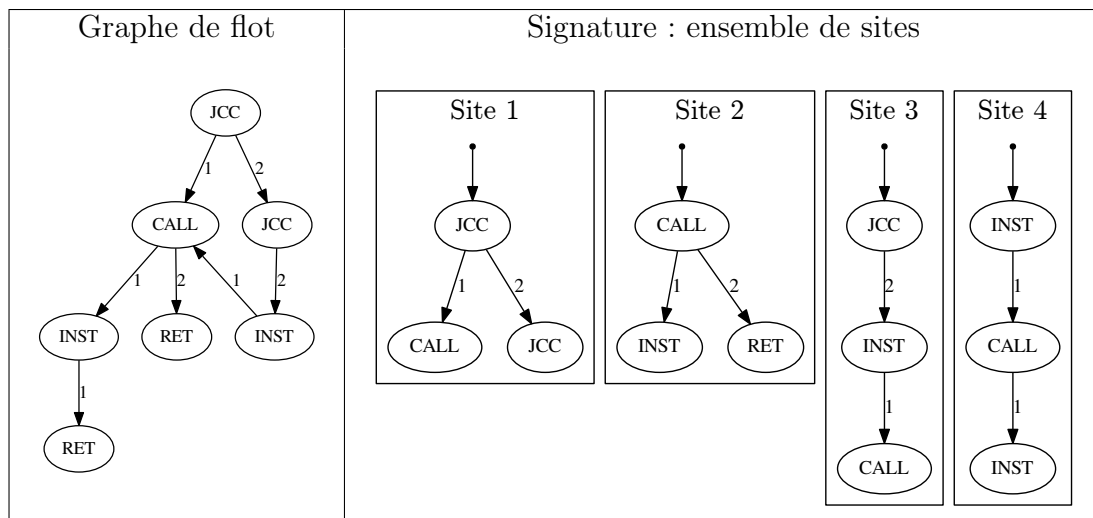 Graphe de flot
Signature : ensemble de sites
JCC
1
2
CALL
JCC
1
2
1
2
INST
RET
INST
1
RET
Site 1
JCC
1
2
CALL
JCC
Site 2
CALL
1
2
INST
RET
Site 3
JCC
2
INST
1
CALL
Site 4
INST
1
CALL
1
INST